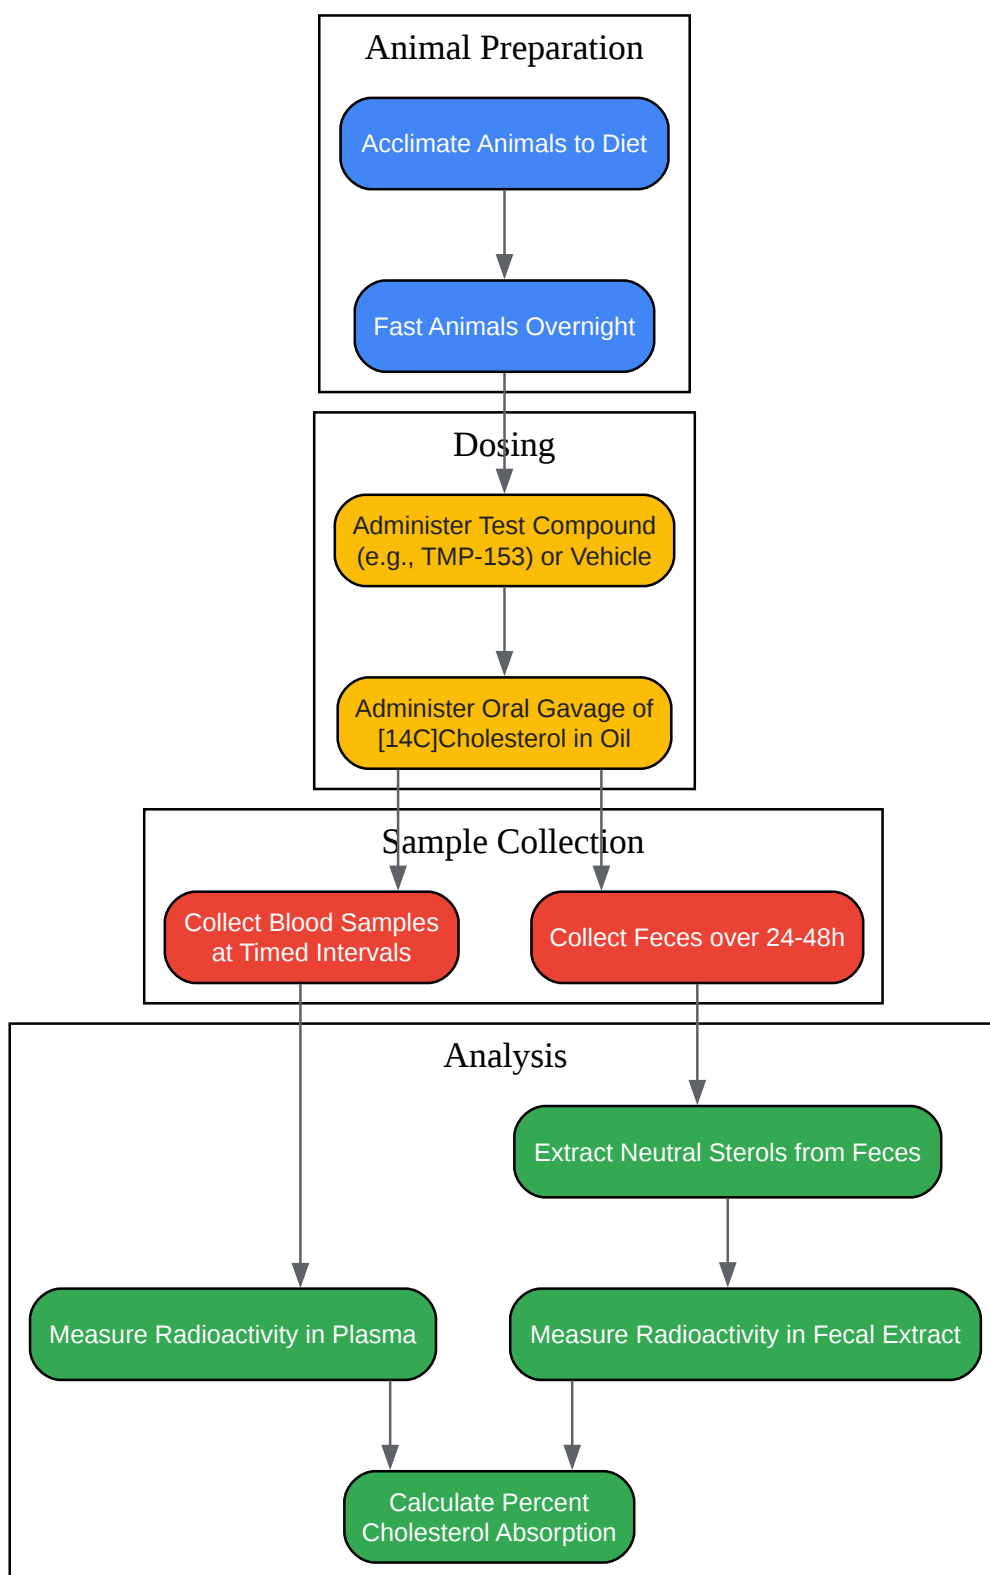 Animal Preparation
Acclimate Animals to Diet
Fast Animals Overnight
Dosing
Administer Test Compound
(e.g., TMP-153) or Vehicle
Administer Oral Gavage of
[14C]Cholesterol in Oil
Sample Collection
Collect Blood Samples
at Timed Intervals
Collect Feces over 24-48h
Analysis
Extract Neutral Sterols from Feces
Measure Radioactivity in Plasma
Measure Radioactivity in Fecal Extract
Calculate Percent
Cholesterol Absorption